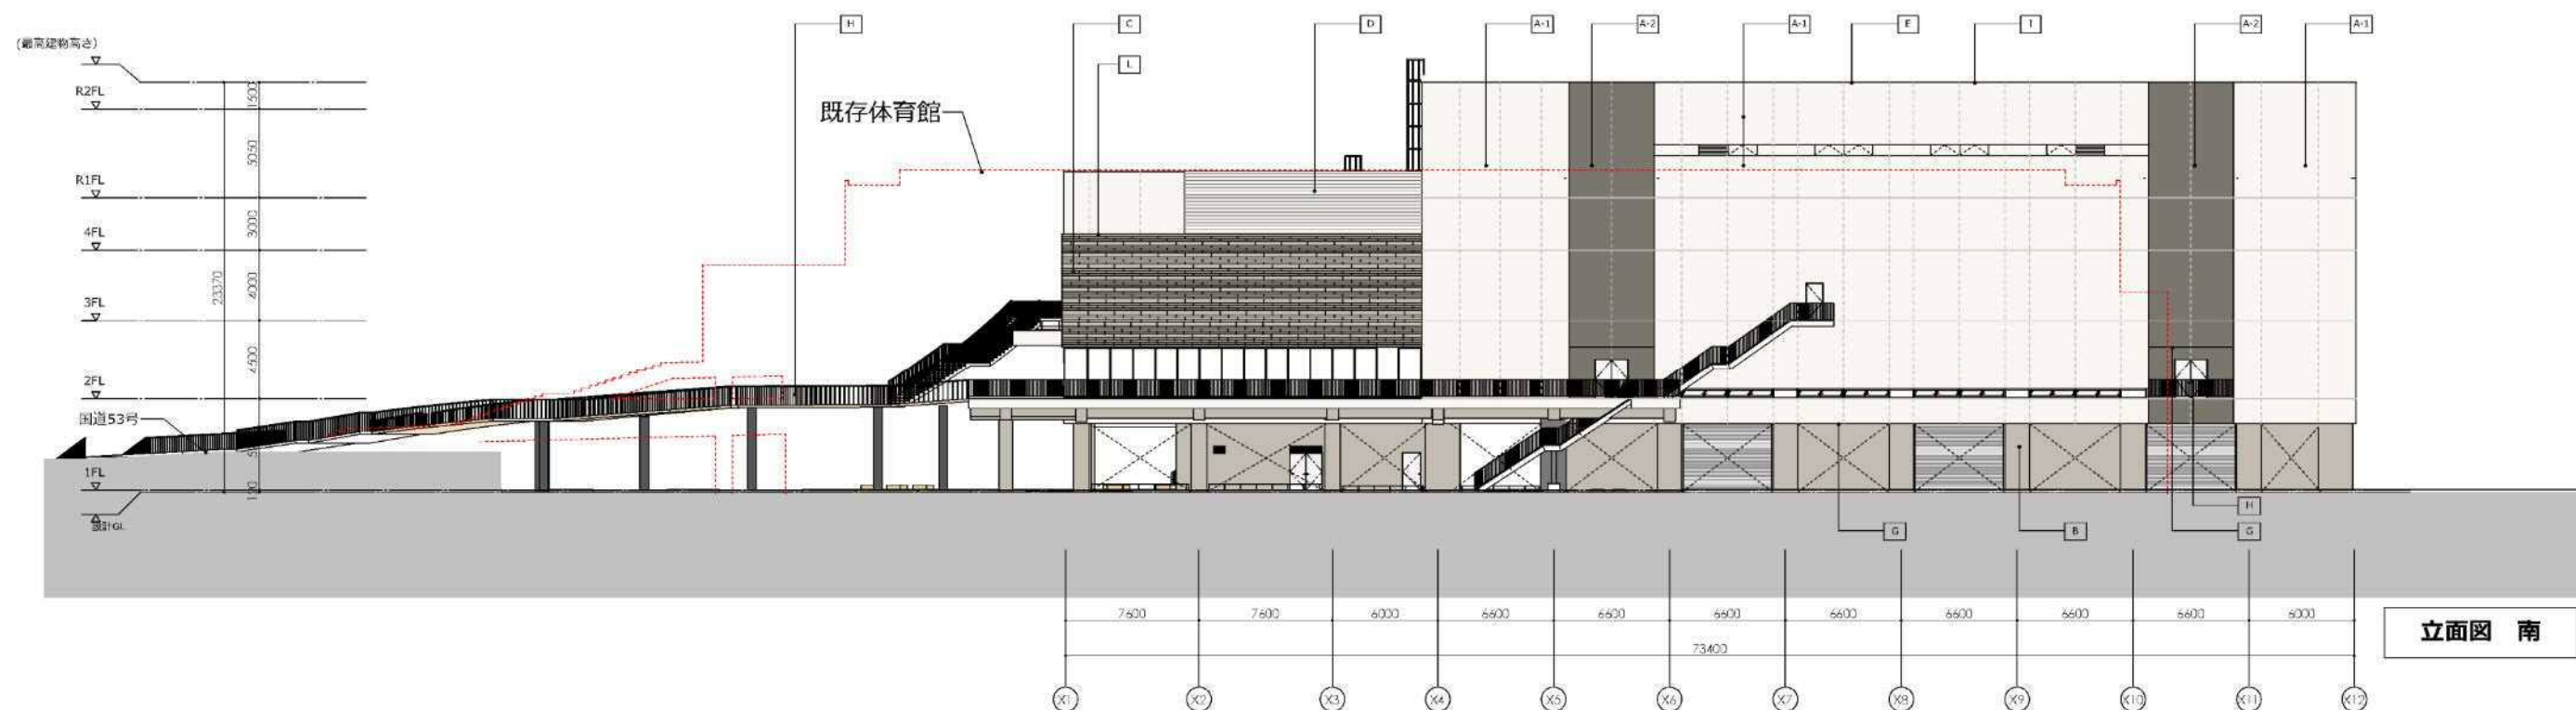 H
C
D
A-1
A-2
A-1
E
I
A-2
A-1
L
(最高建物高さ)
R2FL
R1FL
4FL
3FL
2FL
1FL
設計GL
国道53号
既存体育館
23370
1500
5050
3000
4000
4500
H
G
B
G
7600
7600
6000
6600
6600
6600
6600
6600
6600
6600
6000
73400
X1
X2
X3
X4
X5
X6
X7
X8
X9
X10
X11
X12
立面図 南